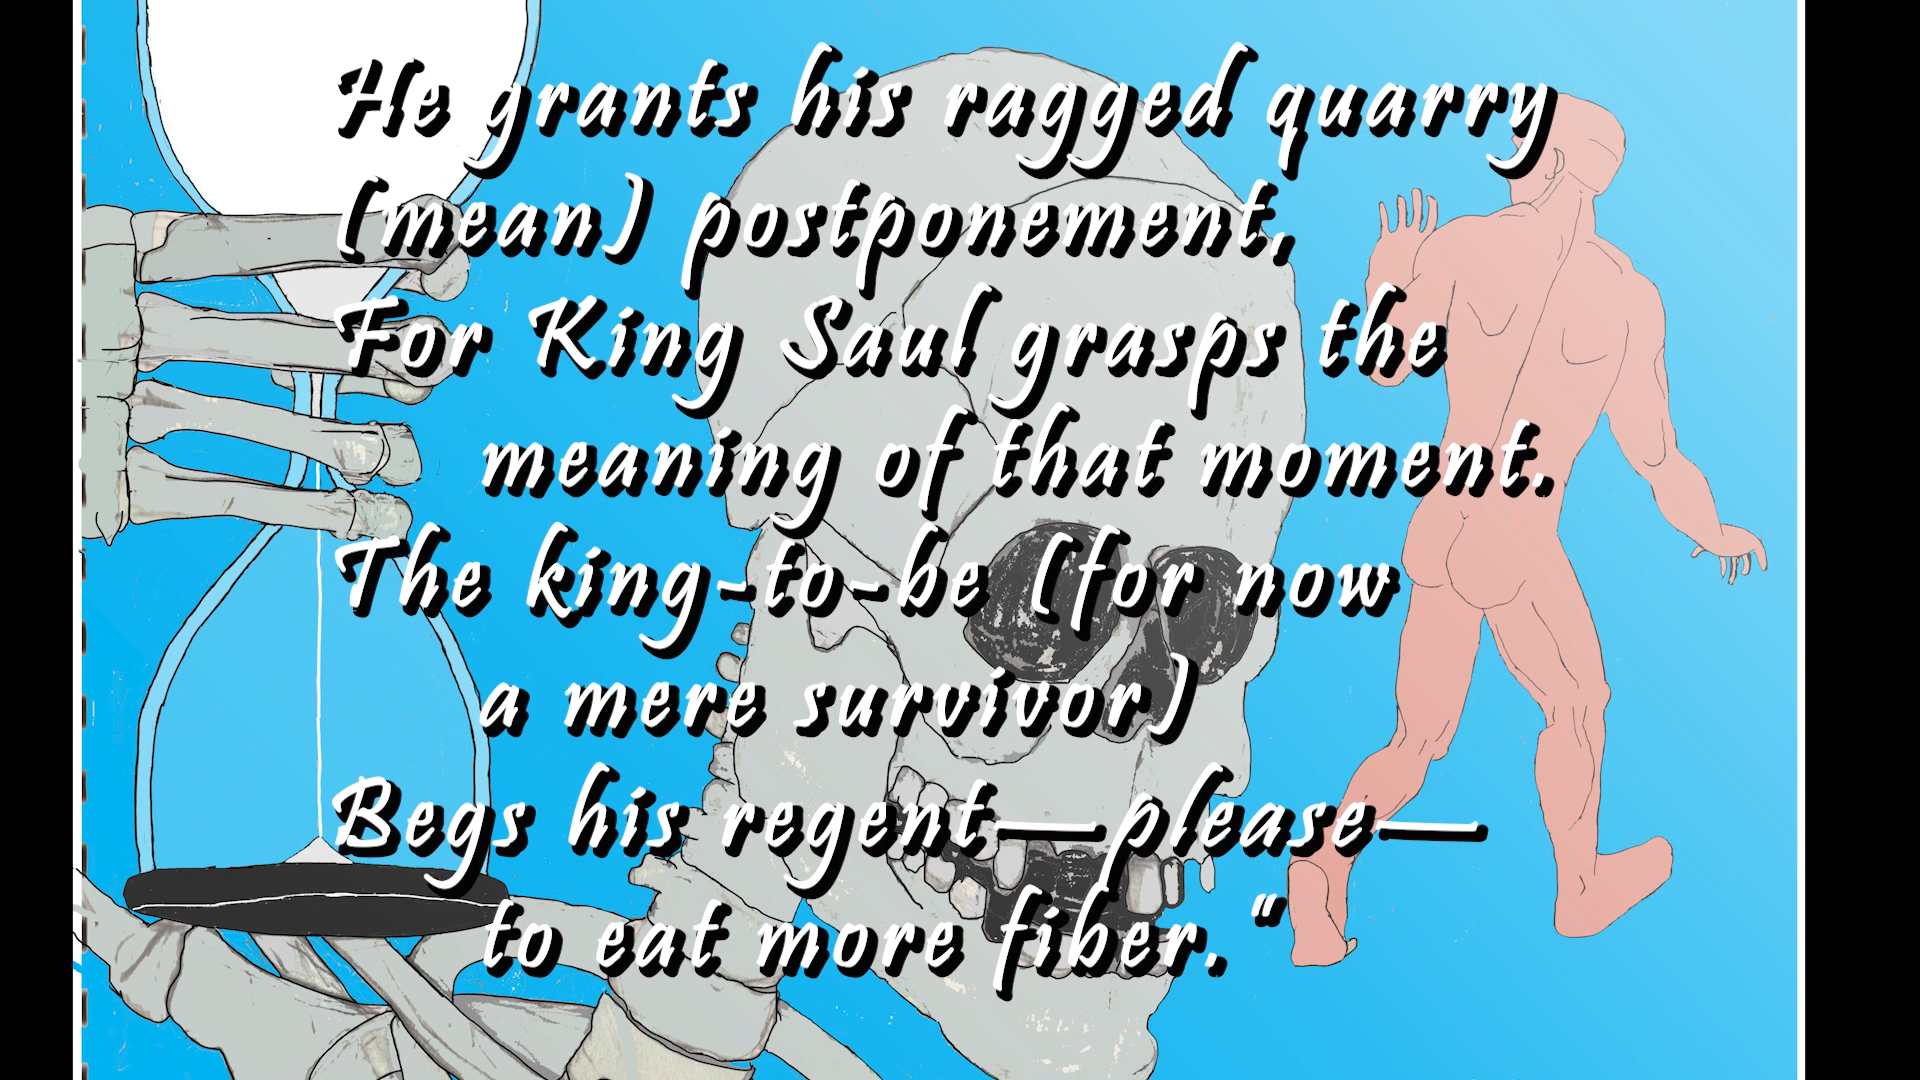 He grants his ragged quarry
(mean) postponement,
For King Saul grasps the
meaning of that moment.
The king-to-be (for now
a mere survivor)
Begs his regent—please—
to eat more fiber."